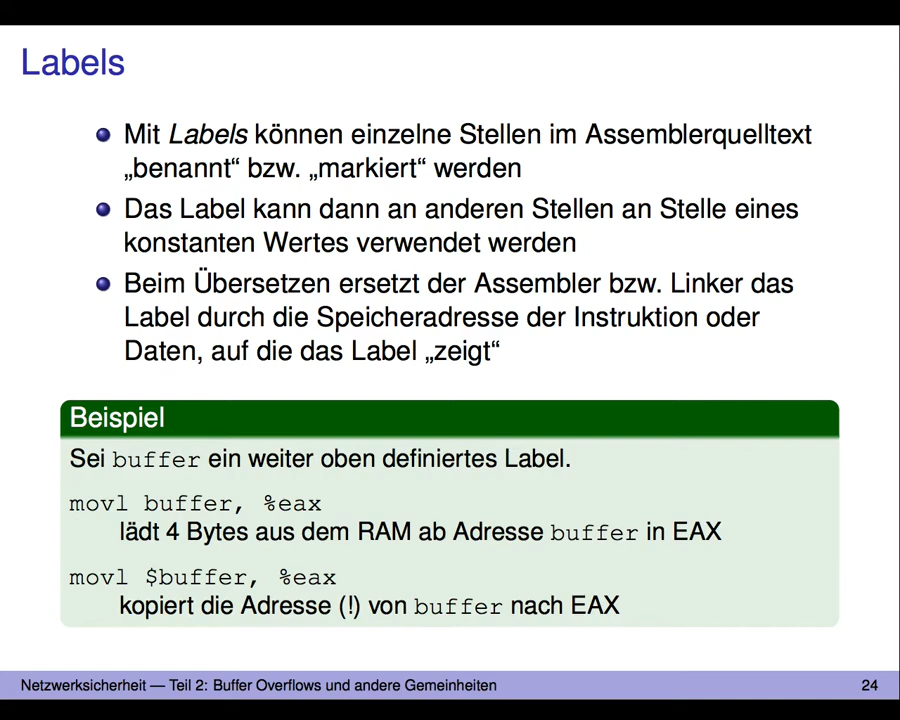 Labels
Mit Labels können einzelne Stellen im Assemblerquelltext
„benannt“ bzw. „markiert“ werden
Das Label kann dann an anderen Stellen an Stelle eines
konstanten Wertes verwendet werden
Beim Übersetzen ersetzt der Assembler bzw. Linker das
Label durch die Speicheradresse der Instruktion oder
Daten, auf die das Label „zeigt“
Beispiel
Sei buffer ein weiter oben definiertes Label.
movl buffer, %eax
lädt 4 Bytes aus dem RAM ab Adresse buffer in EAX
movl $buffer, %eax
kopiert die Adresse (!) von buffer nach EAX
Netzwerksicherheit — Teil 2: Buffer Overflows und andere Gemeinheiten 24